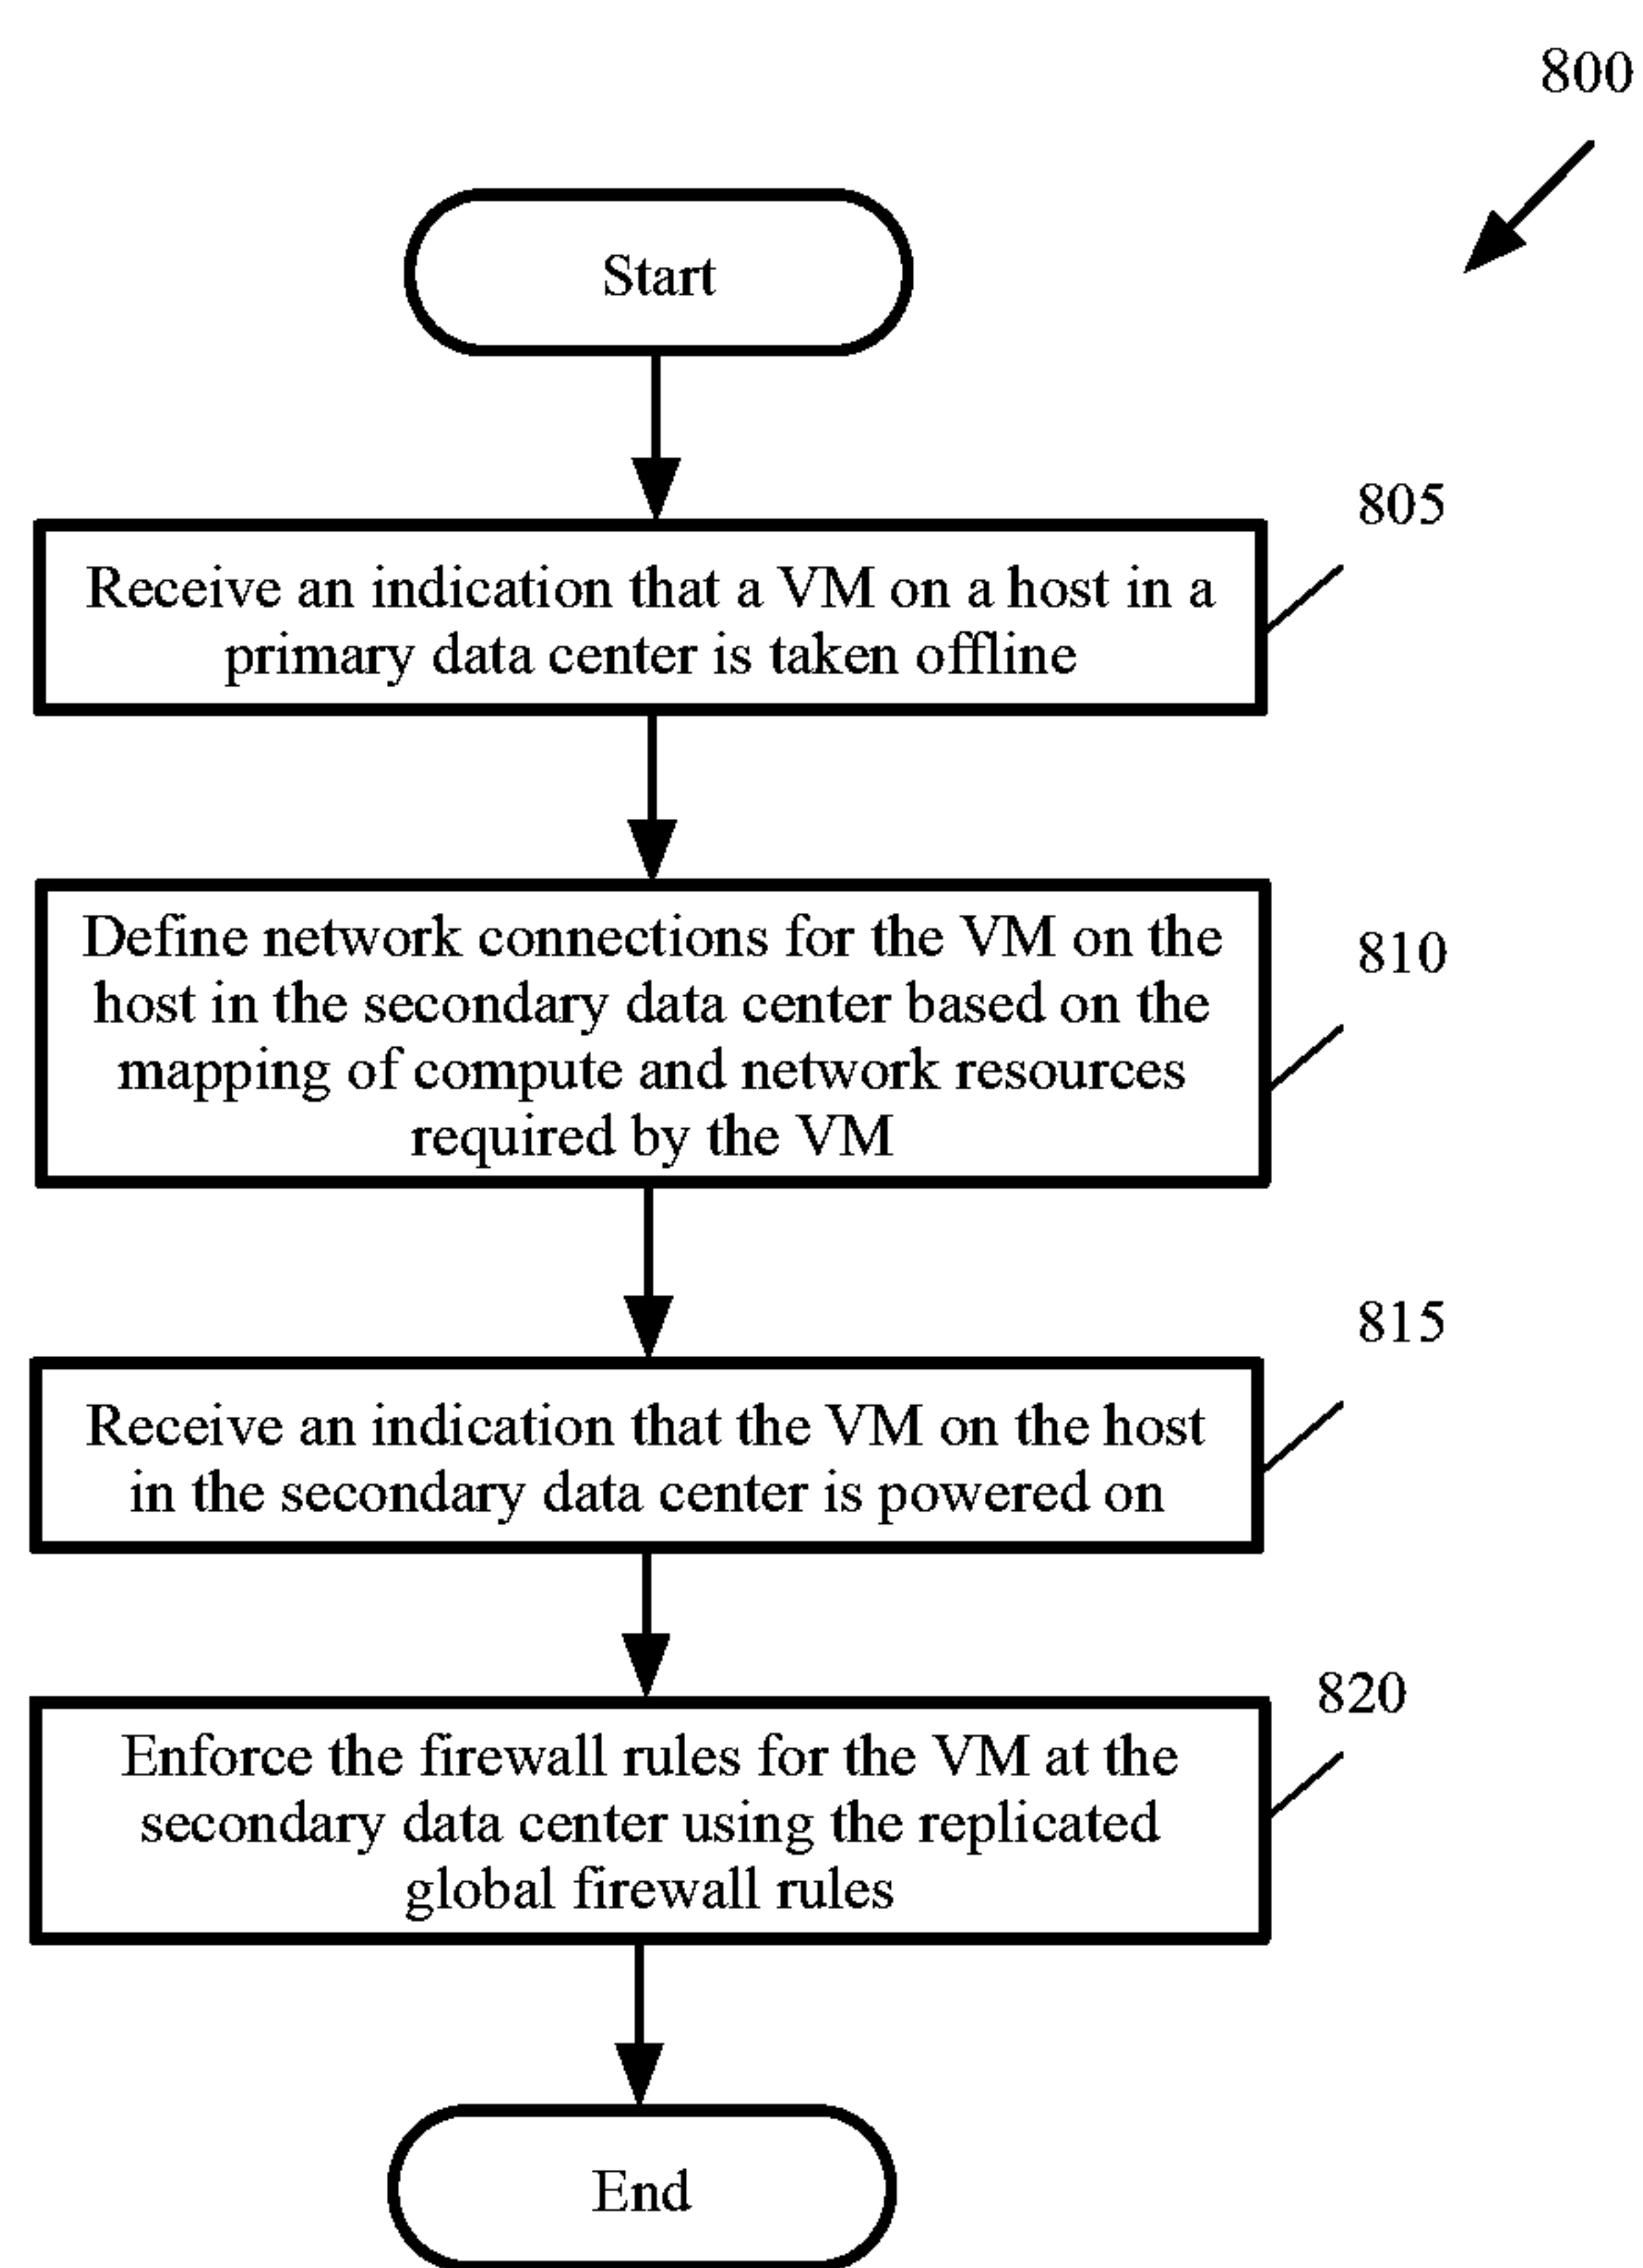 800
Start
805
Receive an indication that a VM on a host in a
primary data center is taken offline
810
Define network connections for the VM on the
host in the secondary data center based on the
mapping of compute and network resources
required by the VM
815
Receive an indication that the VM on the host
in the secondary data center is powered on
820
Enforce the firewall rules for the VM at the
secondary data center using the replicated
global firewall rules
End